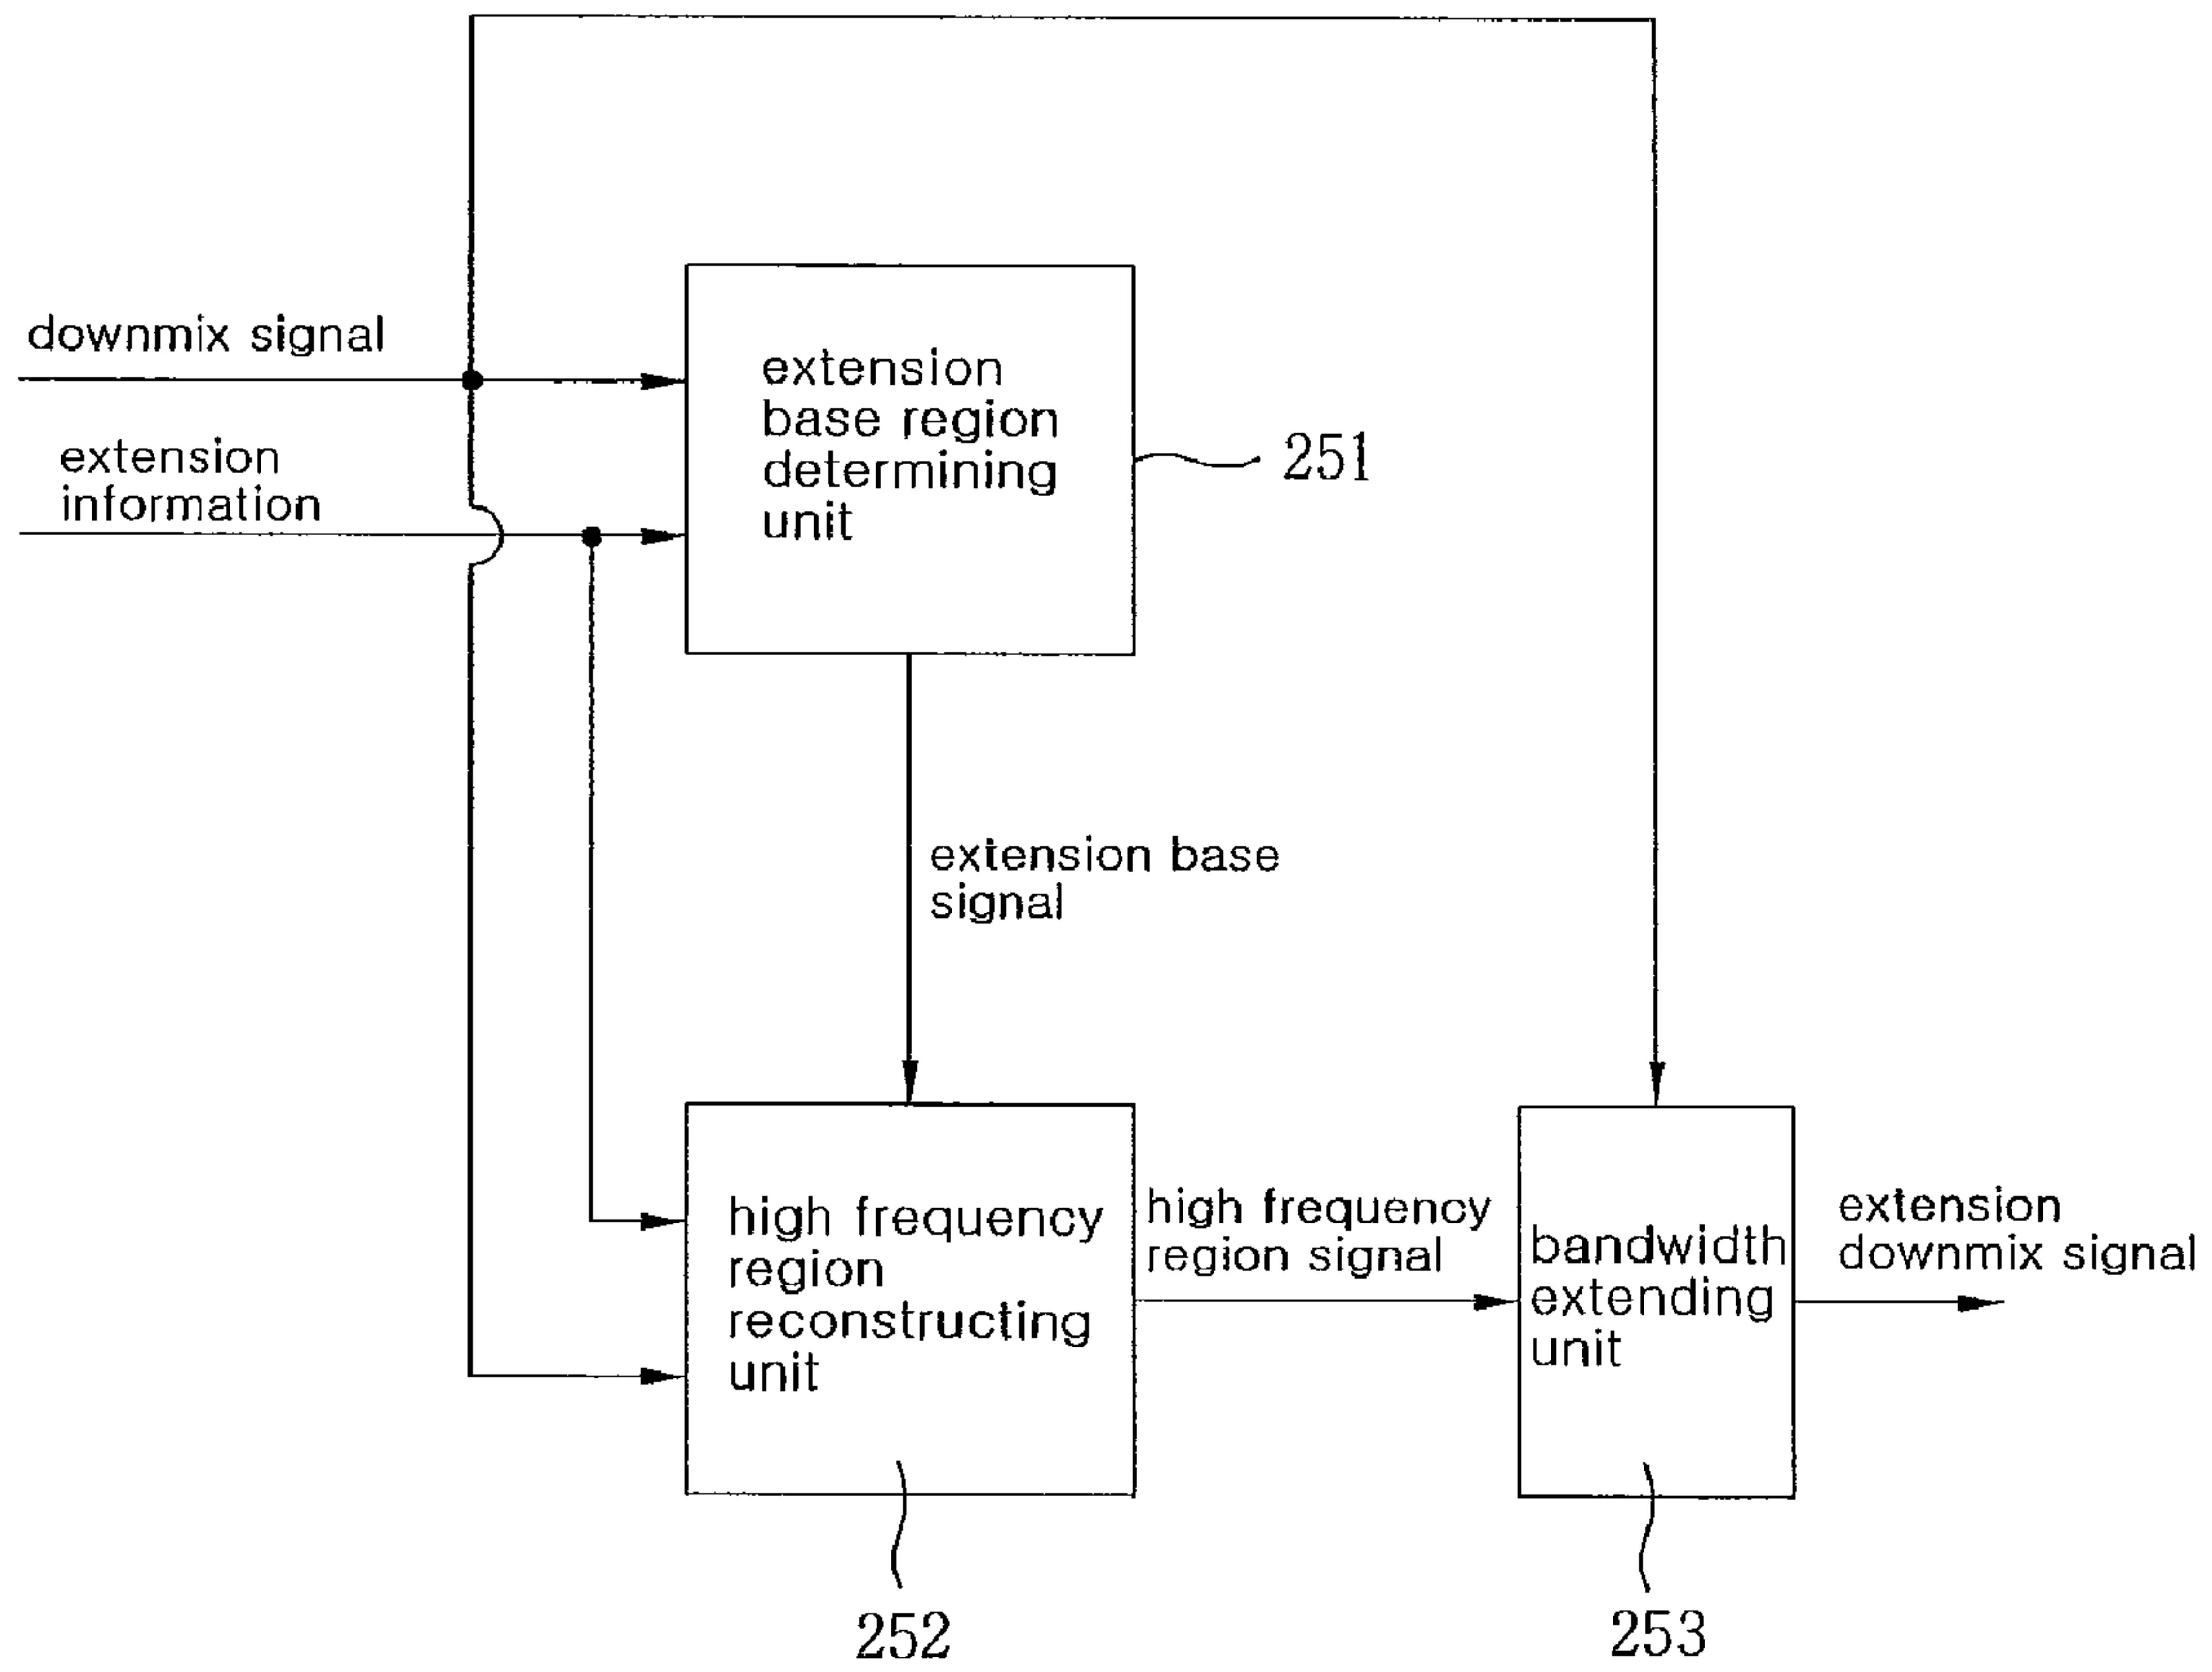 downmix signal
extension
information
extension
base region
determining
unit
251
extension base
signal
high frequency
region
reconstructing
unit
high frequency
region signal
bandwidth
extending
unit
extension
downmix signal
252
253